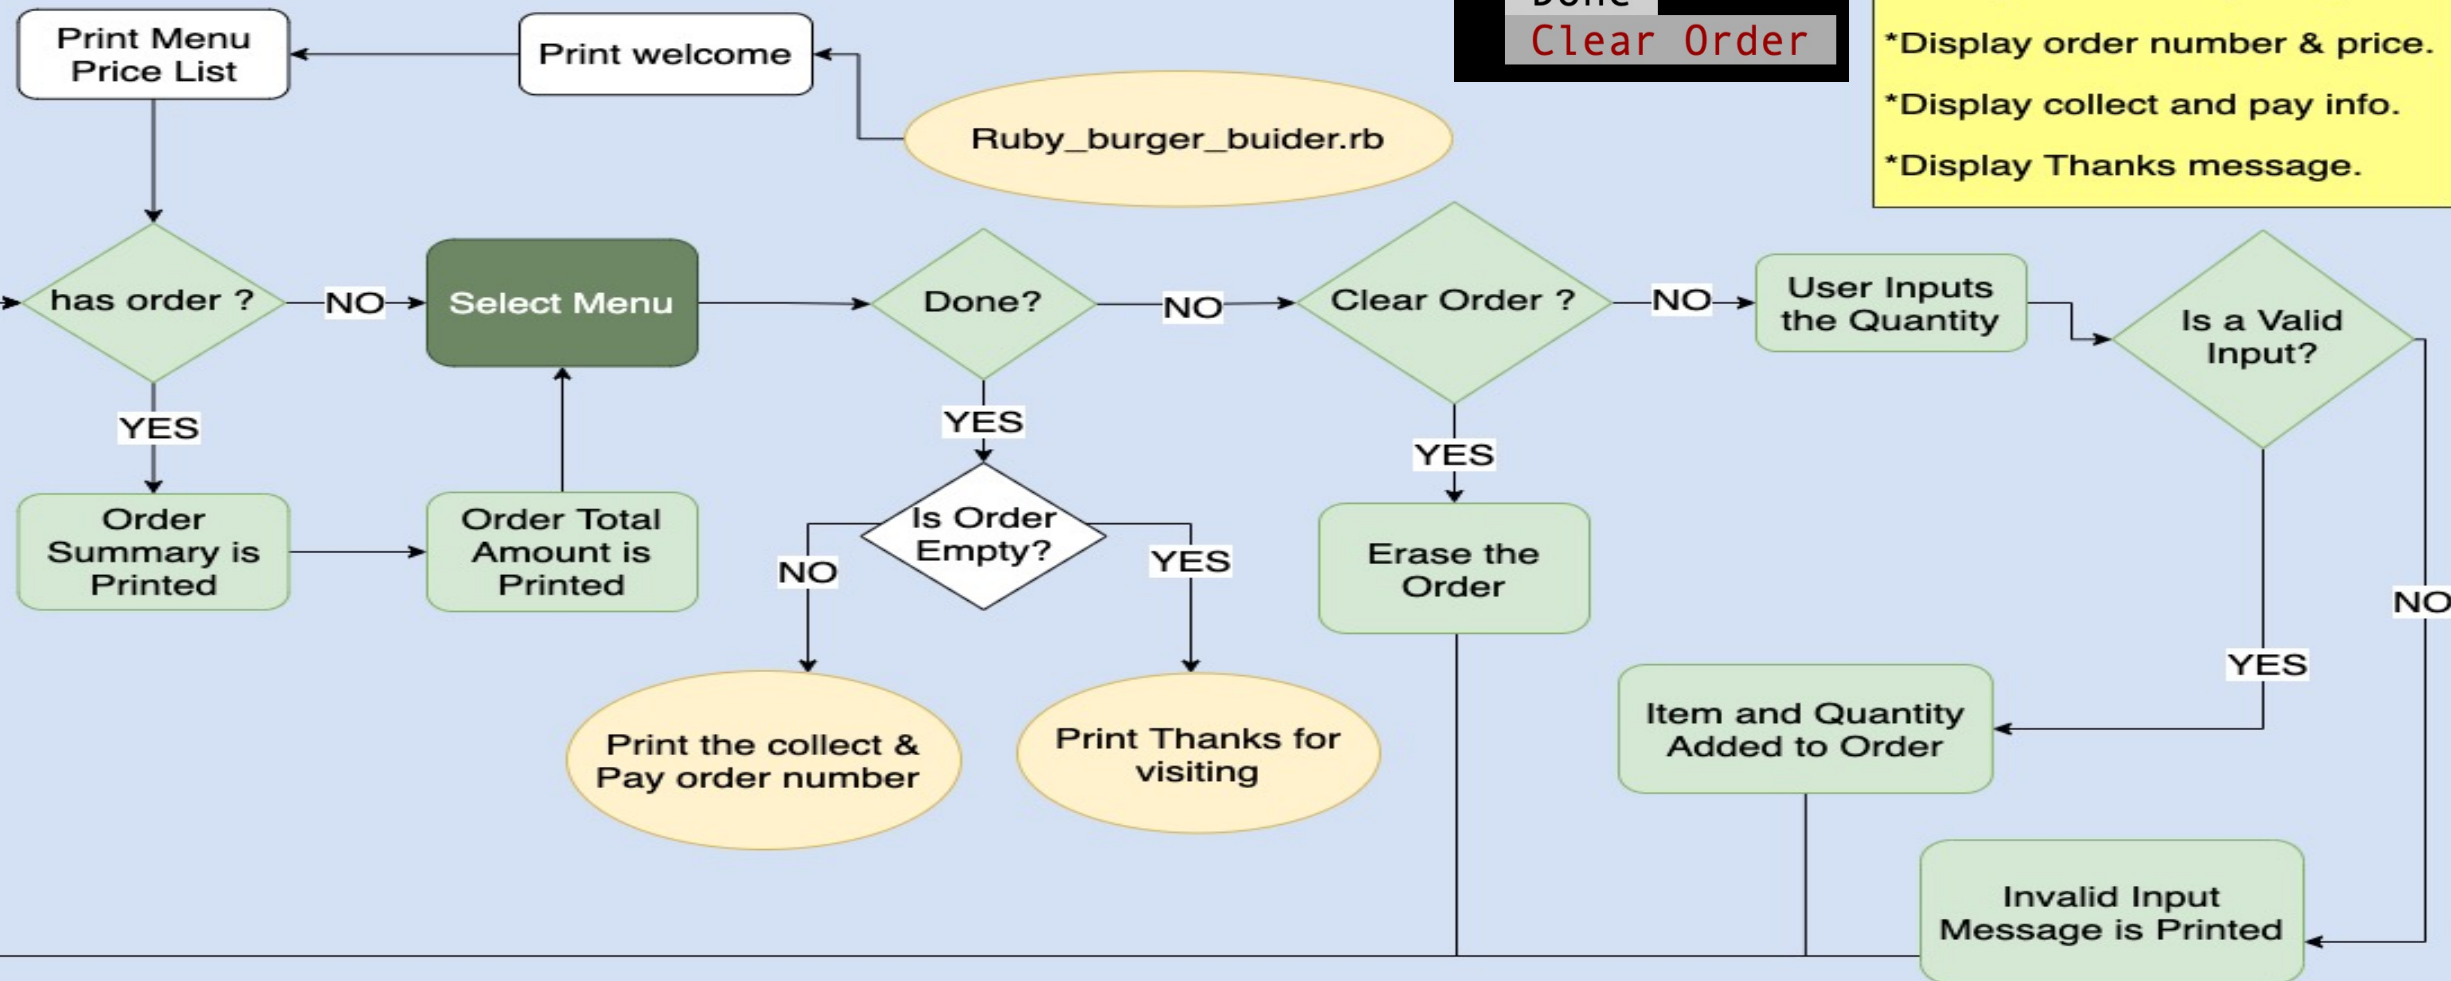 Done
Clear Order
*Display order number & price.
*Display collect and pay info.
*Display Thanks message.
Print Menu
Price List
Print welcome
Ruby_burger_buider.rb
has order ?
NO
Select Menu
Done?
NO
Clear Order ?
NO
User Inputs
the Quantity
Is a Valid
Input?
YES
YES
YES
Order
Summary is
Printed
Order Total
Amount is
Printed
Is Order
Empty?
NO
YES
Erase the
Order
NO
YES
Print the collect &
Pay order number
Print Thanks for
visiting
Item and Quantity
Added to Order
Invalid Input
Message is Printed